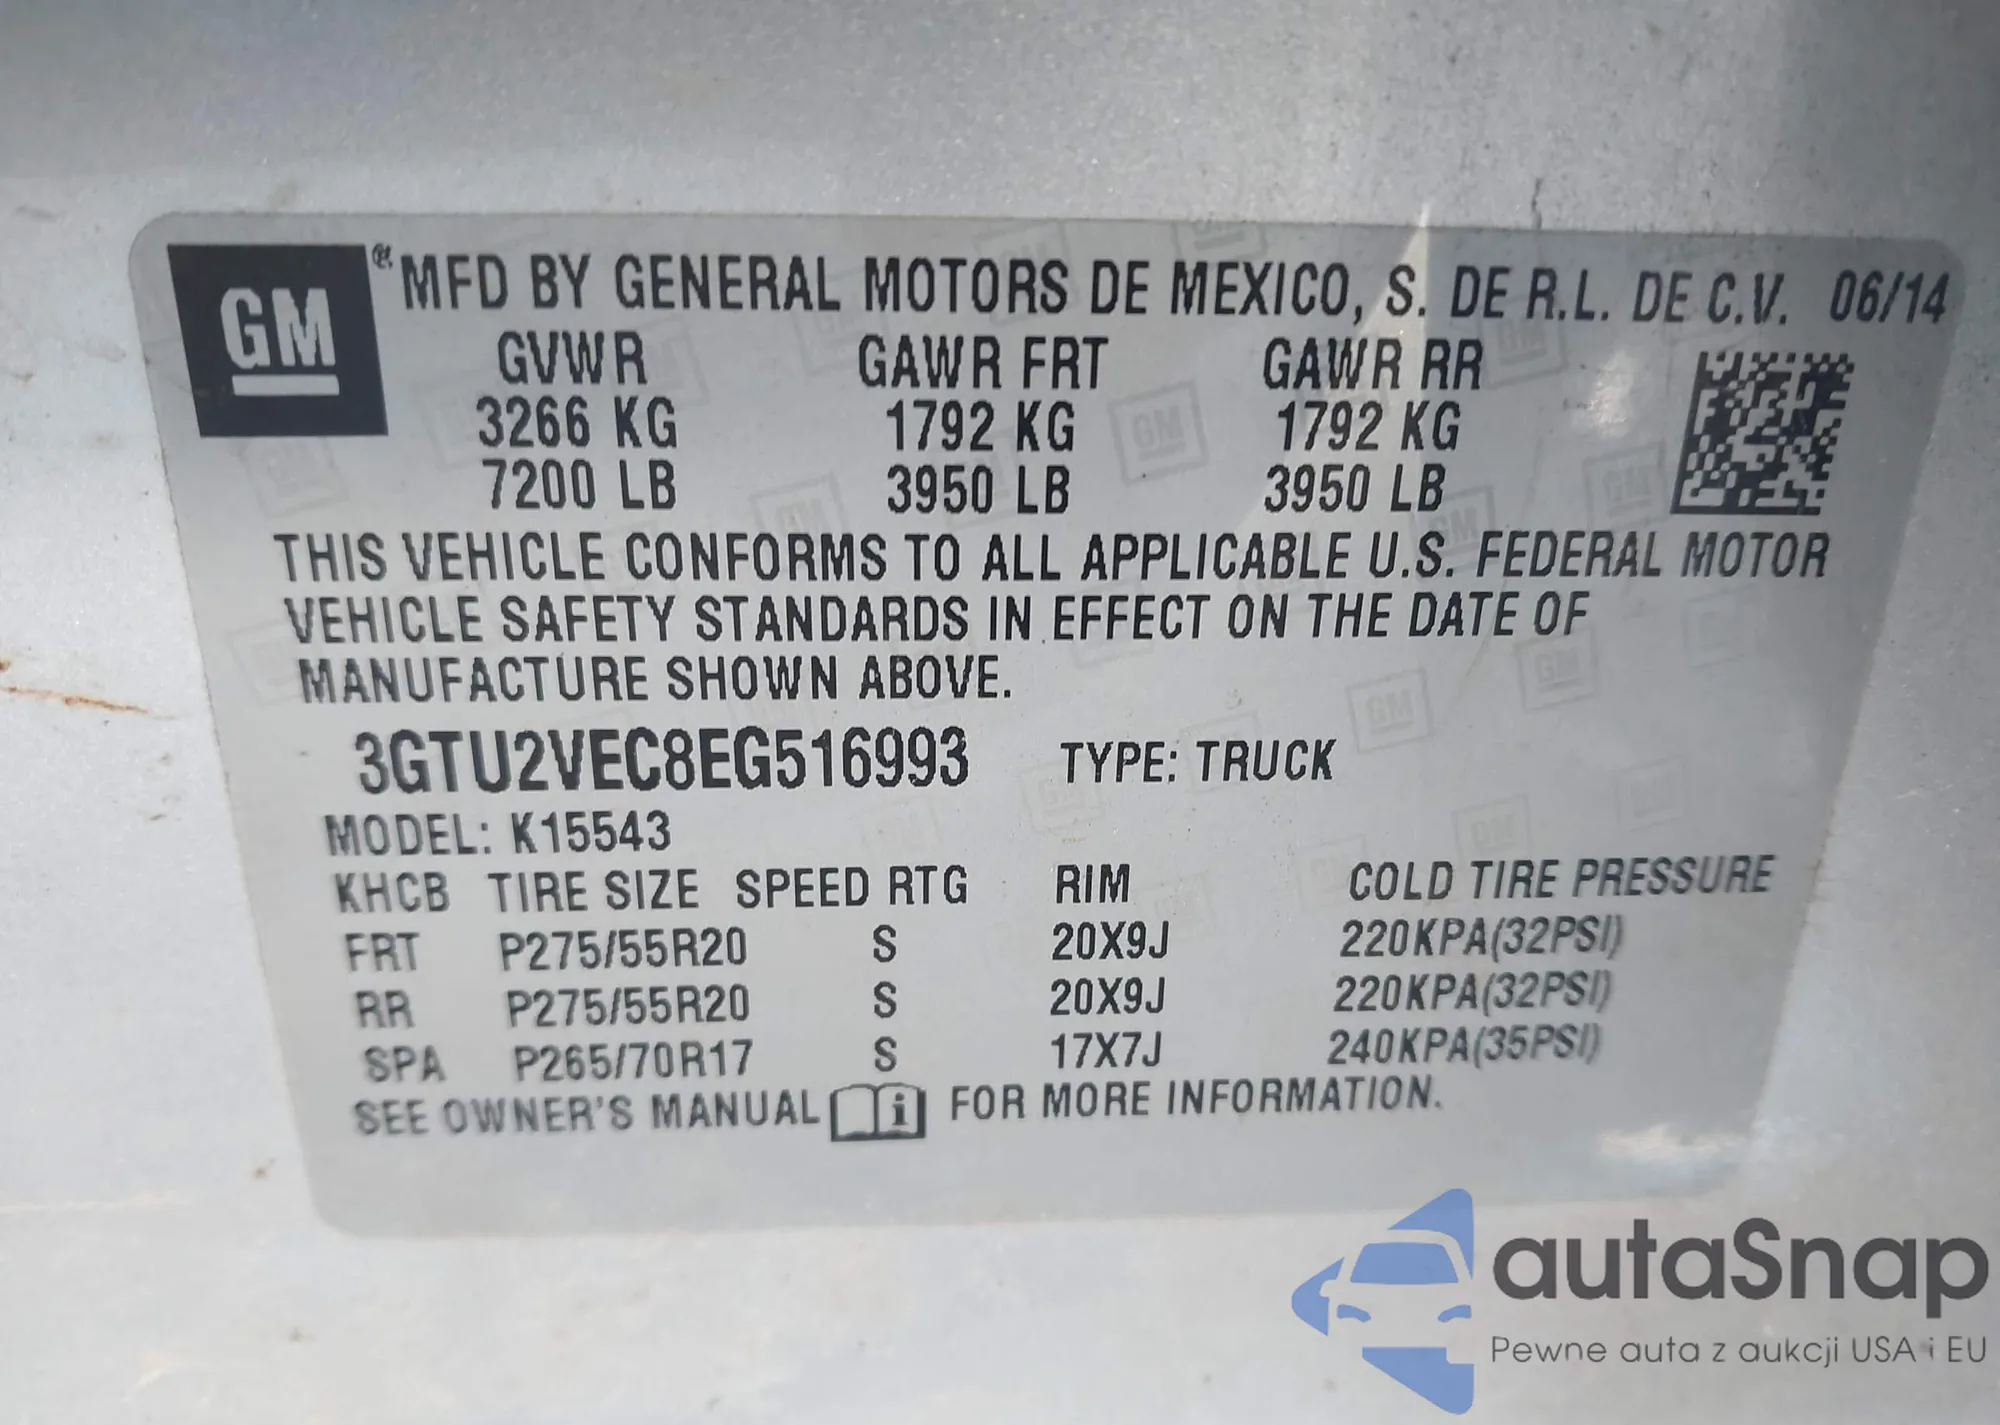 GM
®
MFD BY GENERAL MOTORS DE MEXICO, S. DE R.L. DE C.V. 06/14
GVWR GAWR FRT GAWR RR
3266 KG 1792 KG 1792 KG
7200 LB 3950 LB 3950 LB
THIS VEHICLE CONFORMS TO ALL APPLICABLE U.S. FEDERAL MOTOR
VEHICLE SAFETY STANDARDS IN EFFECT ON THE DATE OF
MANUFACTURE SHOWN ABOVE.
3GTU2VEC8EG516993 TYPE: TRUCK
MODEL: K15543
KHCB TIRE SIZE SPEED RTG RIM COLD TIRE PRESSURE
FRT P275/55R20 S 20X9J 220KPA(32PSI)
RR P275/55R20 S 20X9J 220KPA(32PSI)
SPA P265/70R17 S 17X7J 240KPA(35PSI)
SEE OWNER'S MANUAL i FOR MORE INFORMATION.
autaSnap
Pewne auta z aukcji USA i EU